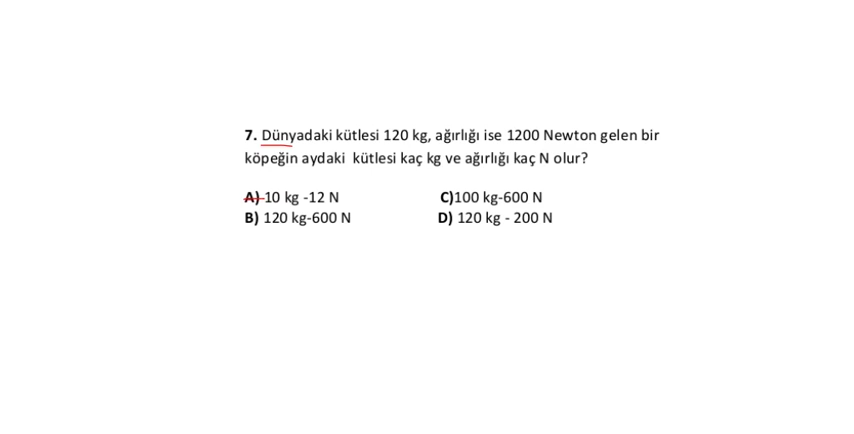 7. Dünyadaki kütlesi 120 kg, ağırlığı ise 1200 Newton gelen bir
köpeğin aydaki kütlesi kaç kg ve ağırlığı kaç N olur?
A) 10 kg -12 N C)100 kg-600 N
B) 120 kg-600 N D) 120 kg - 200 N